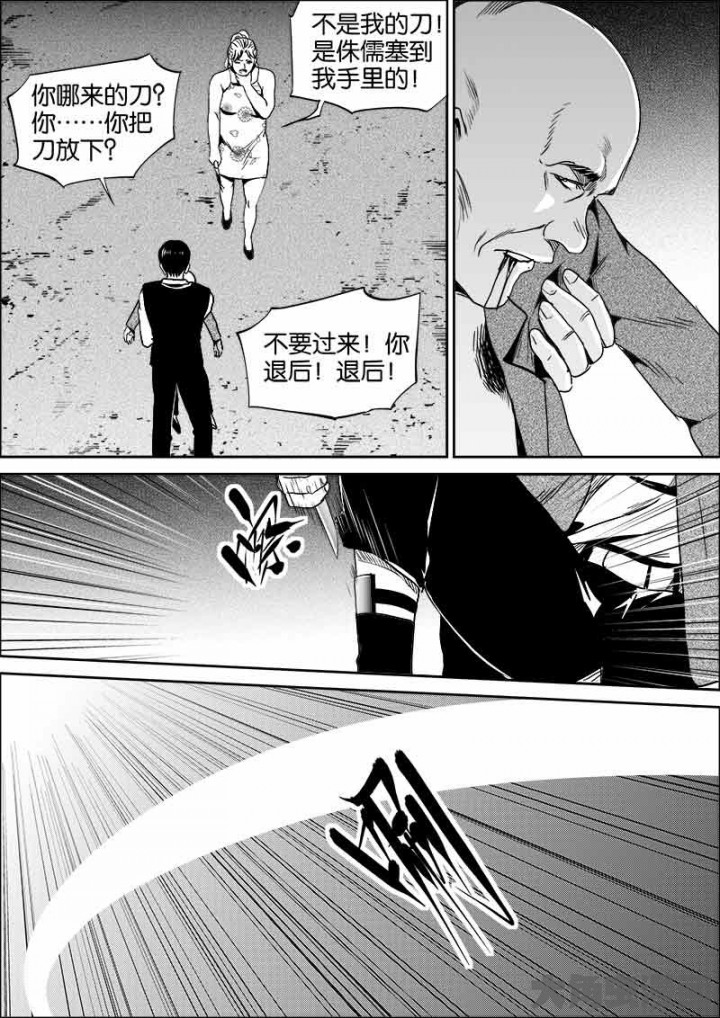 不是我的刀！
是侏儒塞到
我手里的！
你哪来的刀？
你……你把
刀放下？
不要过来！你
退后！退后！